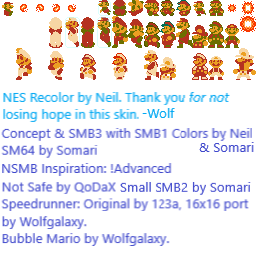 NES Recolor by Neil. Thank you for not
losing hope in this skin. -Wolf
Concept & SMB3 with SMB1 Colors by Neil
SM64 by Somari & Somari
NSMB Inspiration: !Advanced
Not Safe by QoDaX Small SMB2 by Somari
Speedrunner: Original by 123a, 16x16 port
by Wolfgalaxy.
Bubble Mario by Wolfgalaxy.